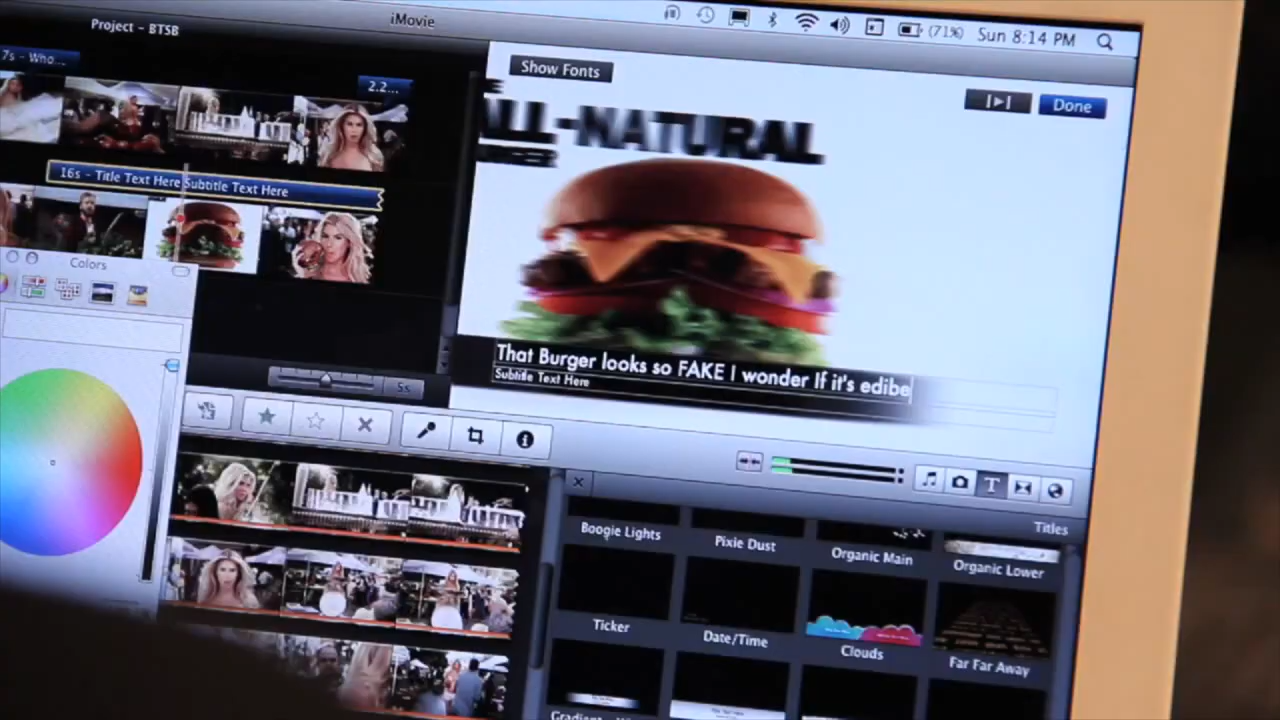 iMovie
(71%) Sun 8:14 PM
Project - BTSB
7s - Who...
2.2...
16s - Title Text Here Subtitle Text Here
Show Fonts
Done
ALL-NATURAL
That Burger looks so FAKE I wonder If it's edibe
Subtitle Text Here
Colors
5s
Titles
Boogie Lights
Pixie Dust
Organic Main
Organic Lower
Ticker
Date/Time
Clouds
Far Far Away